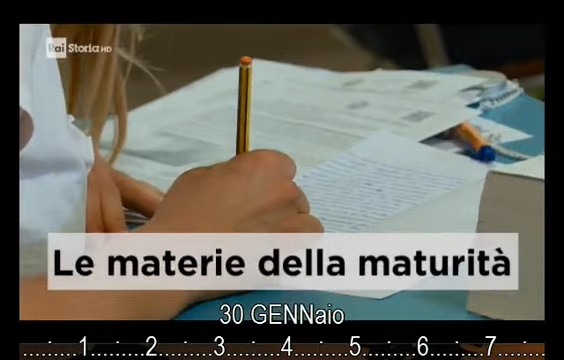 Rai Storia HD
Le materie della maturità
30 GENNaio
........1........2........3........4........5........6........7........